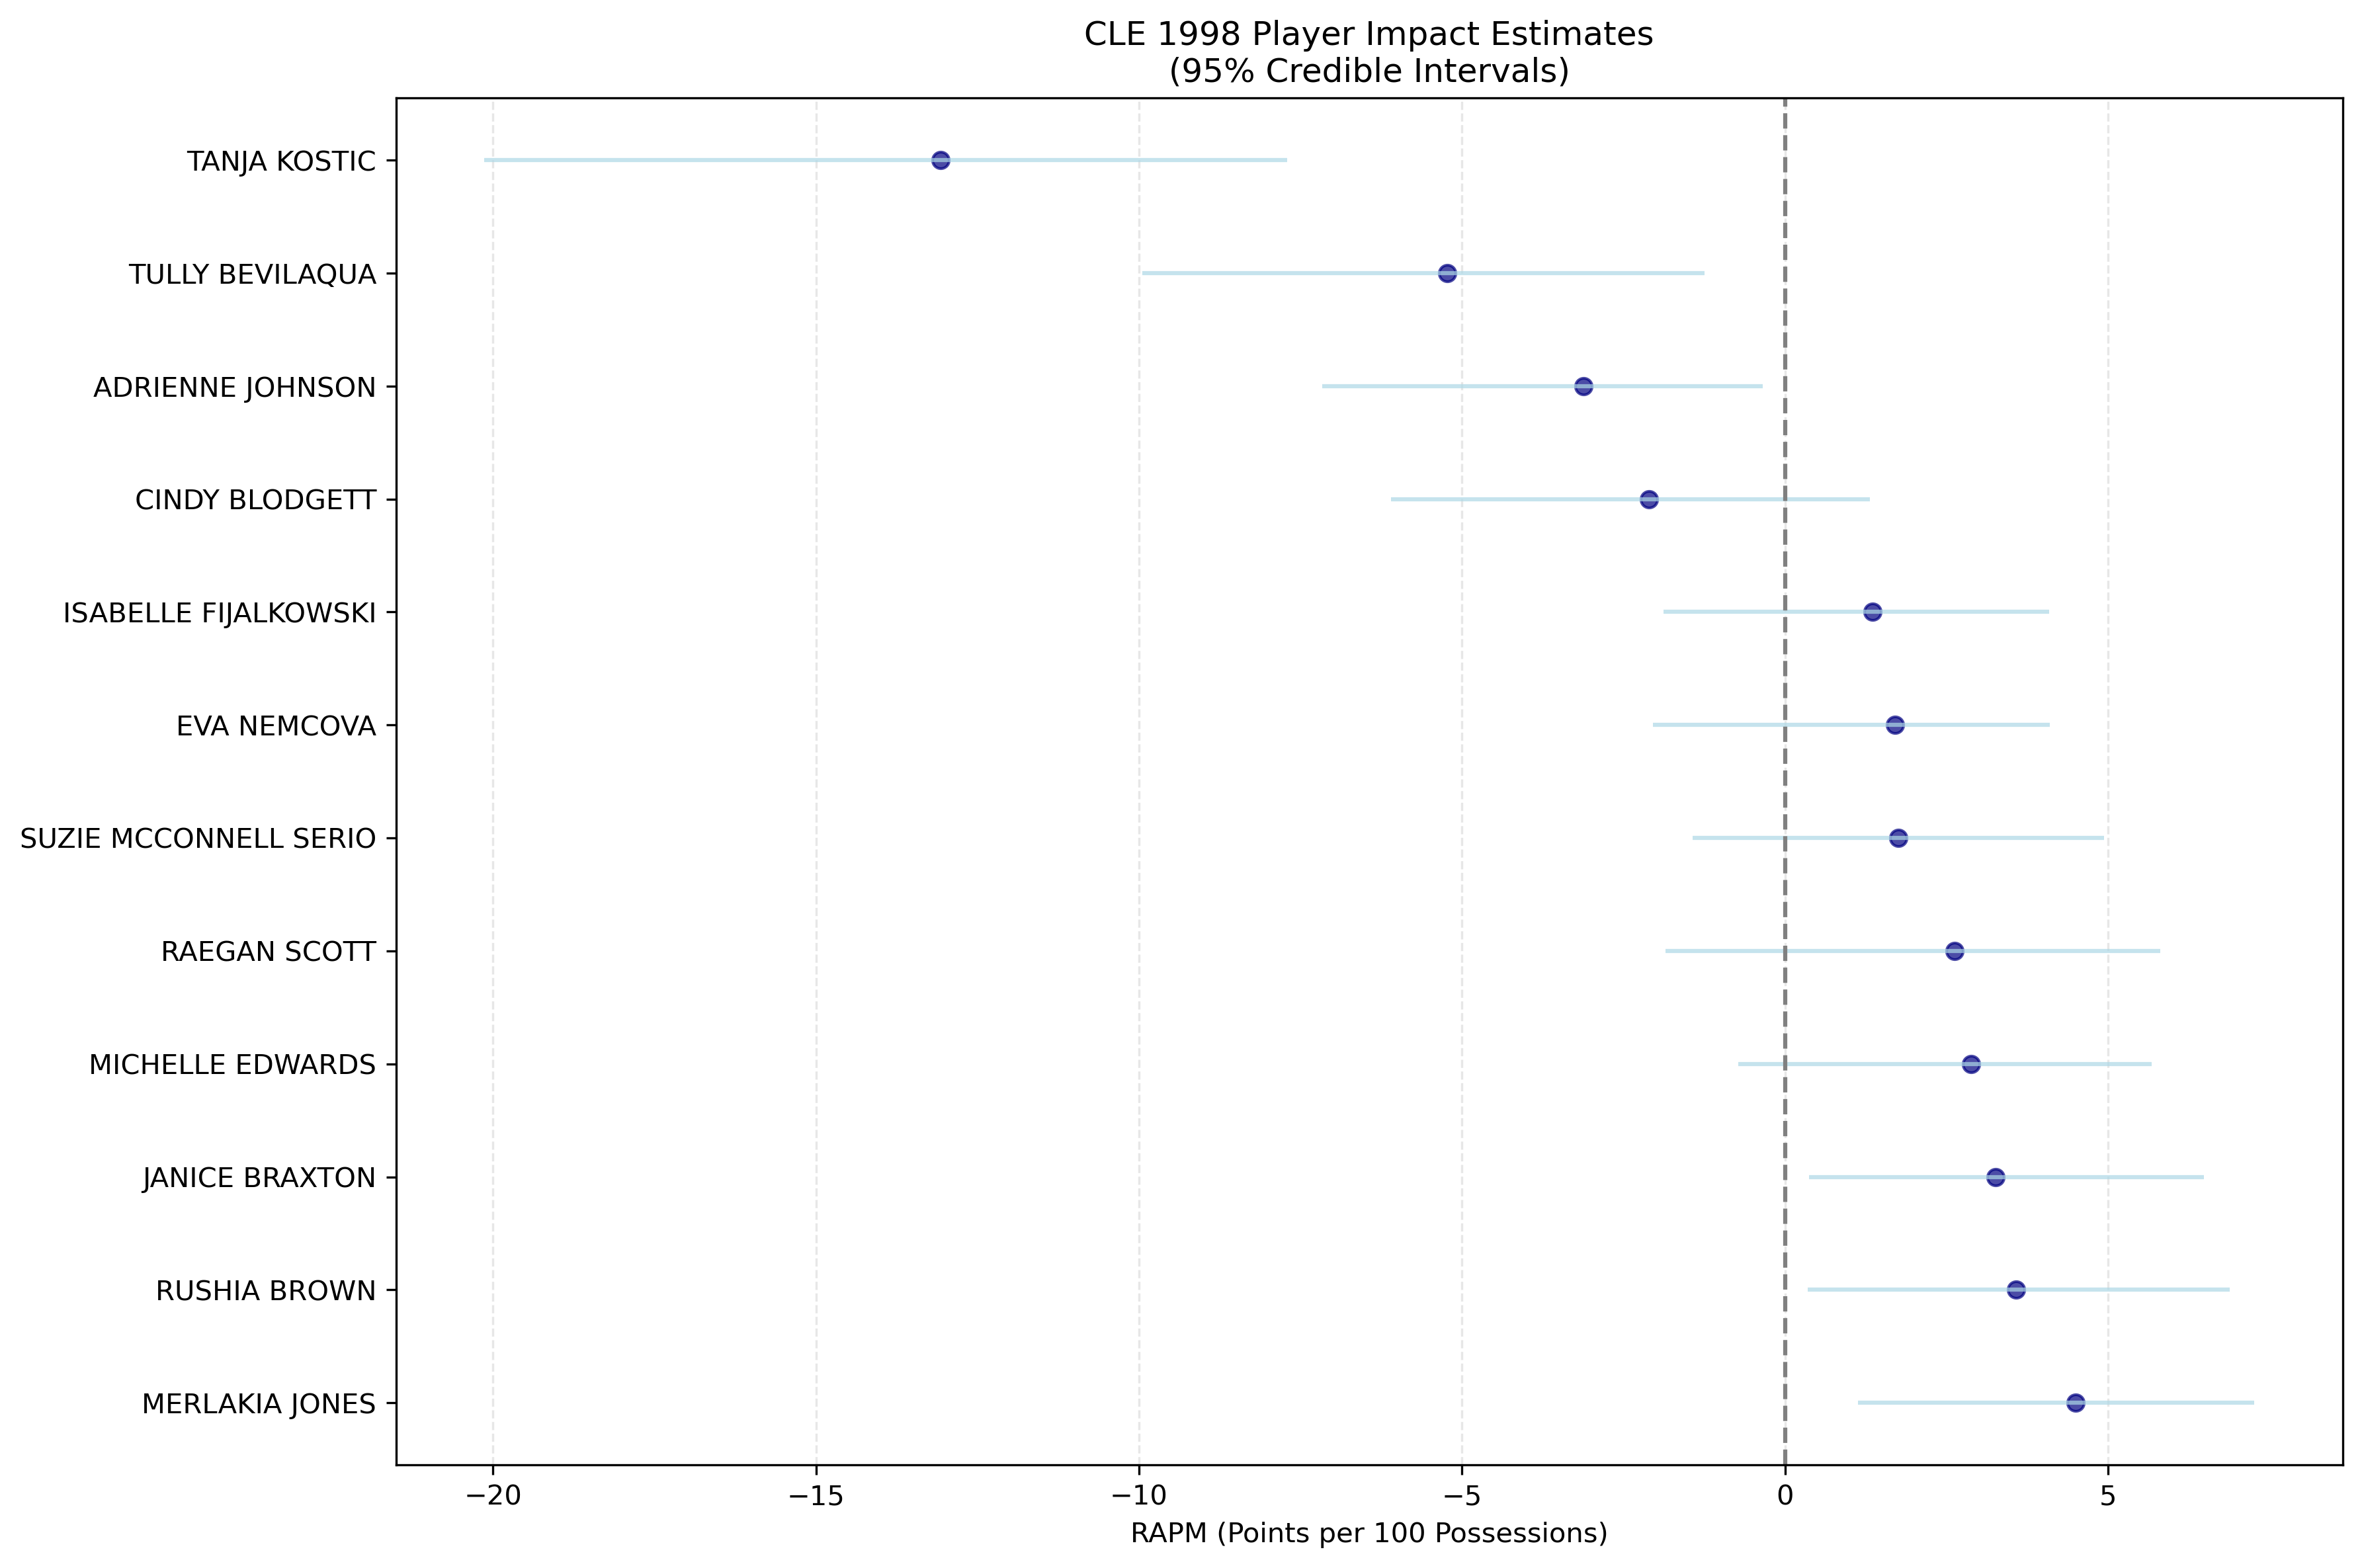 CLE 1998 Player Impact Estimates
(95% Credible Intervals)
TANJA KOSTIC
TULLY BEVILAQUA
ADRIENNE JOHNSON
CINDY BLODGETT
ISABELLE FIJALKOWSKI
EVA NEMCOVA
SUZIE MCCONNELL SERIO
RAEGAN SCOTT
MICHELLE EDWARDS
JANICE BRAXTON
RUSHIA BROWN
MERLAKIA JONES
−20 −15 −10 −5 0 5
RAPM (Points per 100 Possessions)